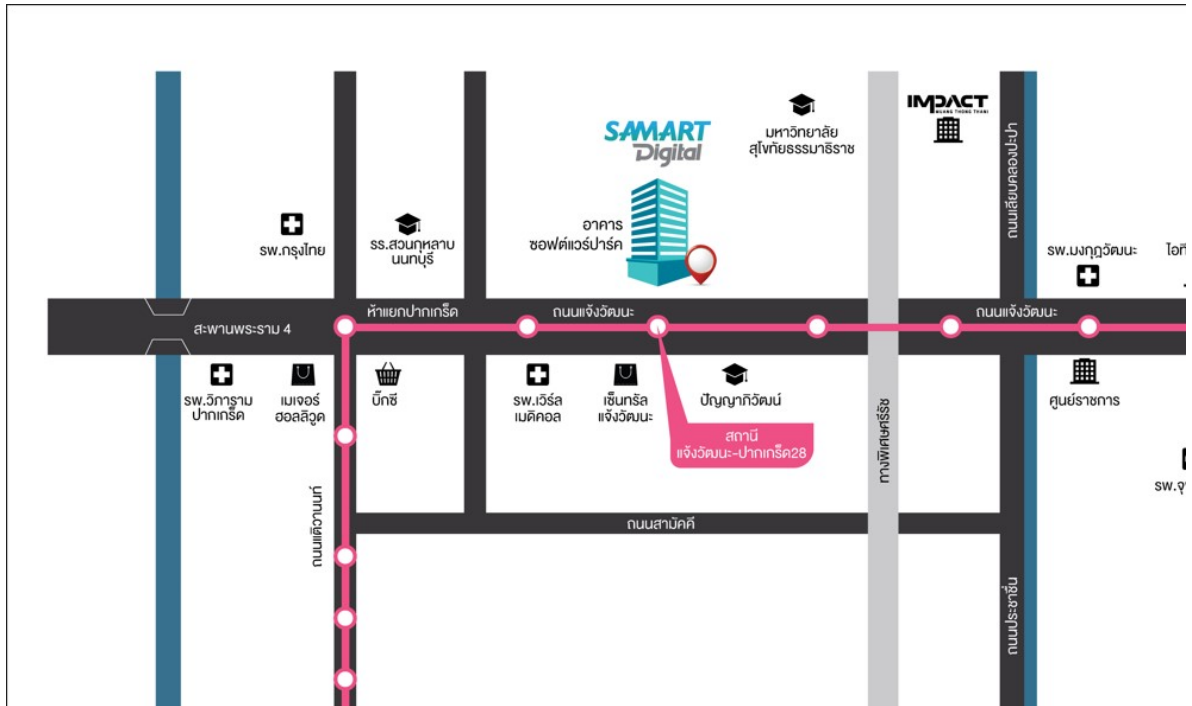 IMPACT
MUANG THONG THANI
SAMART
Digital
มหาวิทยาลัย
สุโขทัยธรรมาธิราช
ถนนเลียบคลองประปา
อาคาร
ซอฟต์แวร์ปาร์ค
รพ.กรุงไทย
รร.สวนกุหลาบ
นนทบุรี
รพ.มงกุฎวัฒนะ
สะพานพระราม 4
ห้าแยกปากเกร็ด
ถนนแจ้งวัฒนะ
ถนนแจ้งวัฒนะ
รพ.วิภาราม
ปากเกร็ด
เมเจอร์
ฮอลลิวูด
บิ๊กซี
รพ.เวิร์ล
เมดิคอล
เซ็นทรัล
แจ้งวัฒนะ
ปัญญาภิวัฒน์
ศูนย์ราชการ
สถานี
แจ้งวัฒนะ-ปากเกร็ด28
ทางพิเศษศรีรัช
ถนนติวานนท์
ถนนสามัคคี
ถนนประชาชื่น